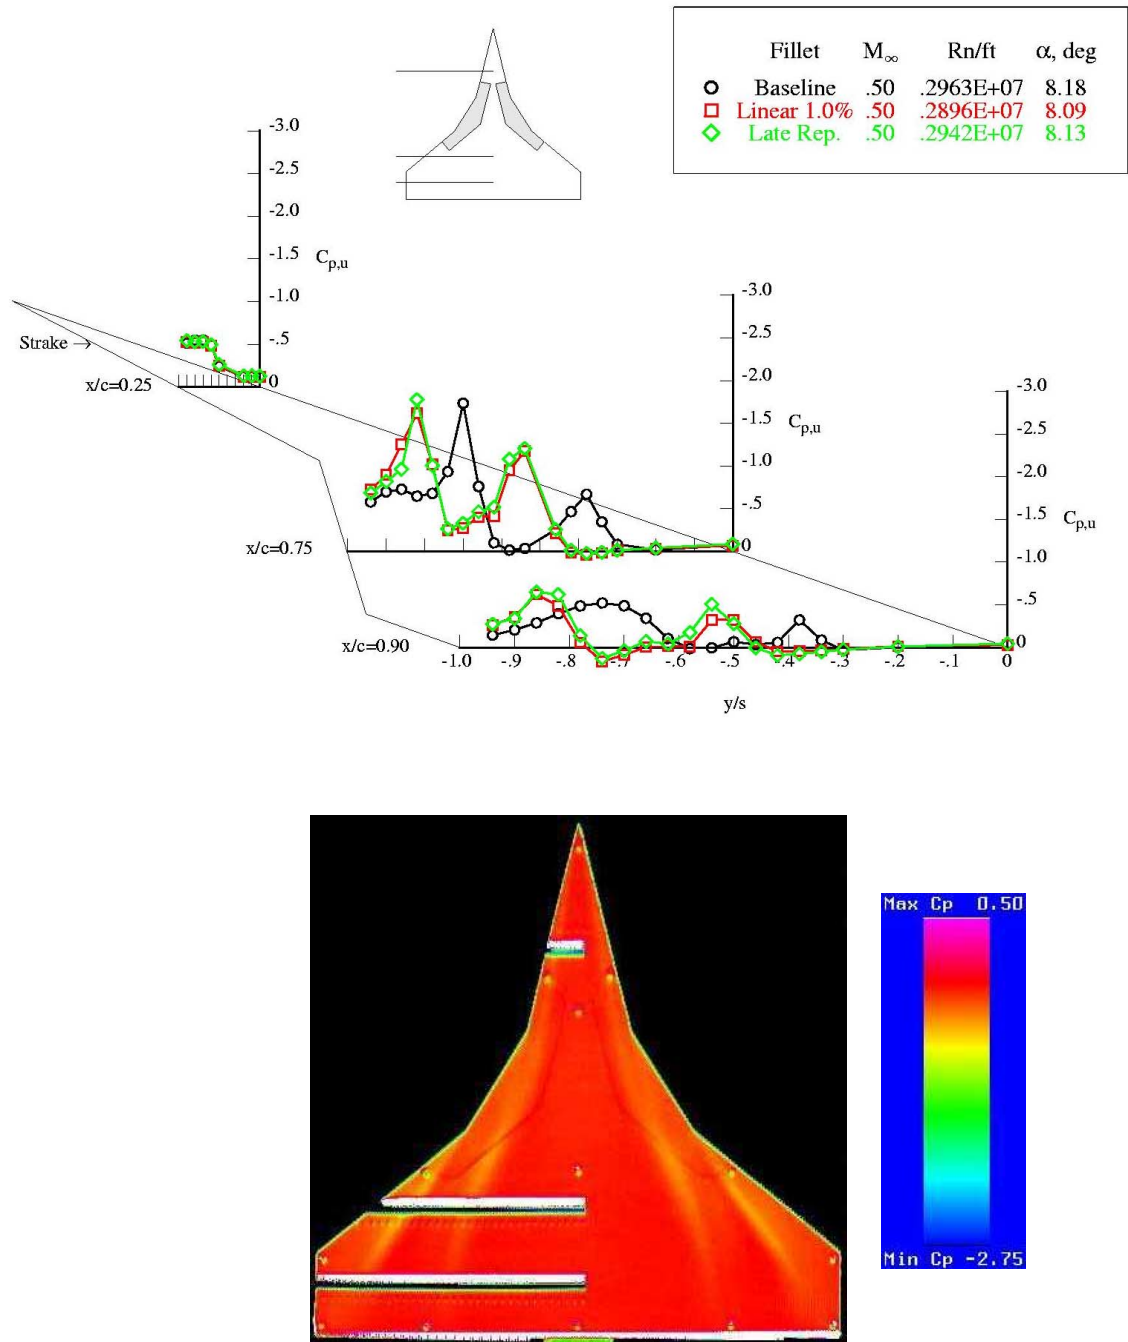 Fillet M∞ Rn/ft α, deg
Baseline .50 .2963E+07 8.18
Linear 1.0% .50 .2896E+07 8.09
Late Rep. .50 .2942E+07 8.13
-3.0
-2.5
-2.0
-1.5
Cp,u
-1.0
-.5
0
Strake →
x/c=0.25
-3.0
-2.5
-2.0
-1.5
Cp,u
-1.0
-.5
0
x/c=0.75
-3.0
-2.5
-2.0
-1.5
Cp,u
-1.0
-.5
0
x/c=0.90
-1.0 -.9 -.8 -.7 -.6 -.5 -.4 -.3 -.2 -.1 0
y/s
Max Cp 0.50
Min Cp -2.75